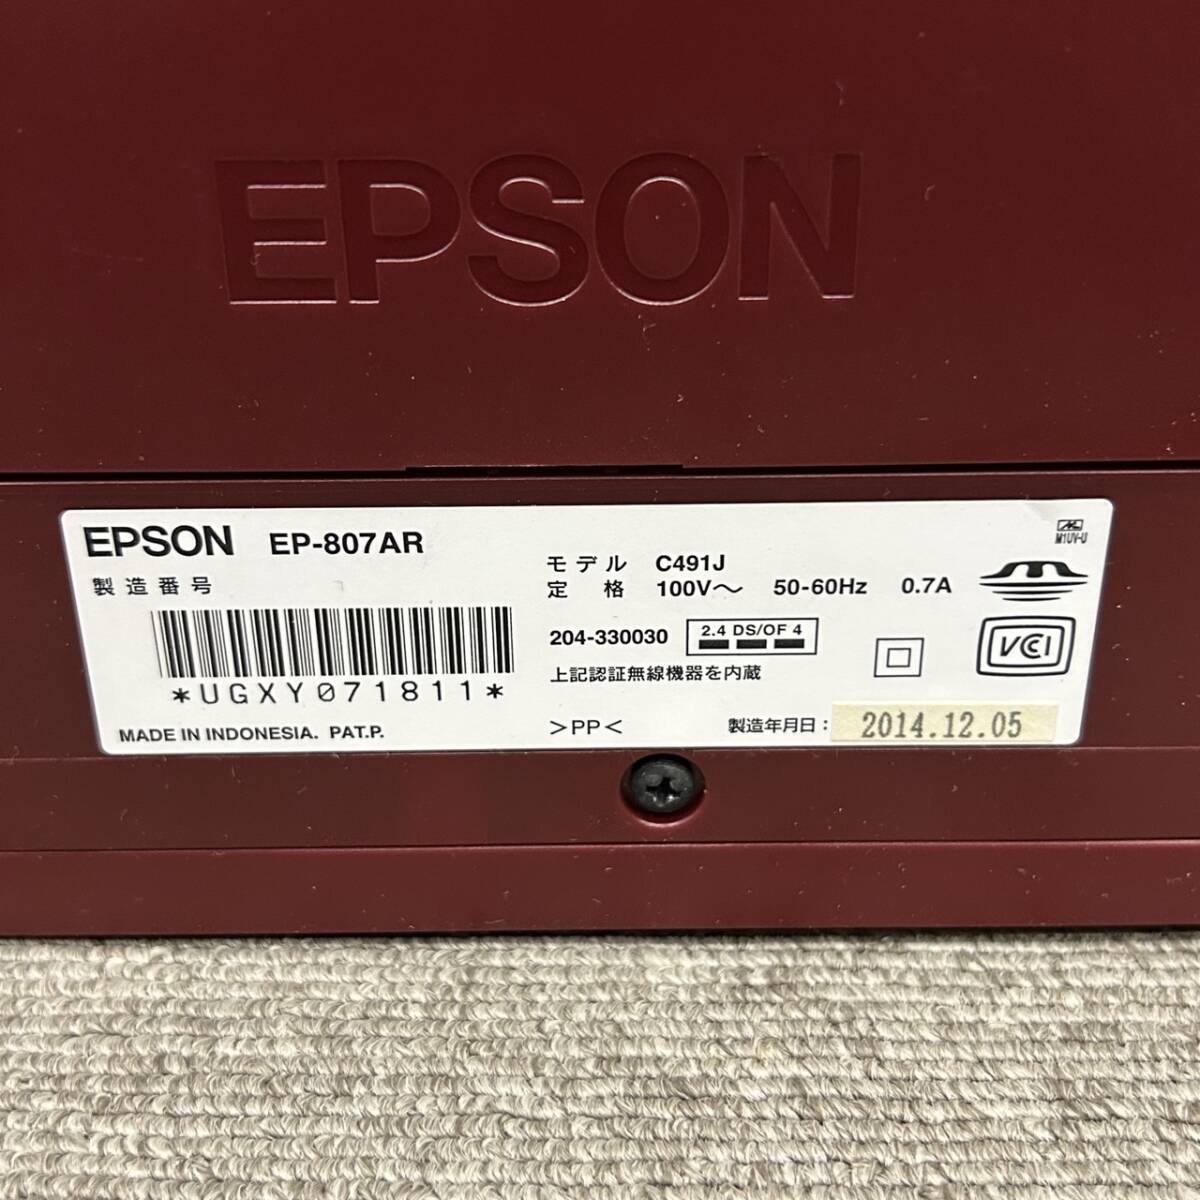 EPSON
EPSON EP-807AR
製造番号
*UGXY071811*
MADE IN INDONESIA. PAT.P.
モデル C491J
定格 100V～ 50-60Hz 0.7A
204-330030 2.4 DS/OF 4
上記認証無線機器を内蔵
>PP< 製造年月日: 2014.12.05
M1UV-U
VCI